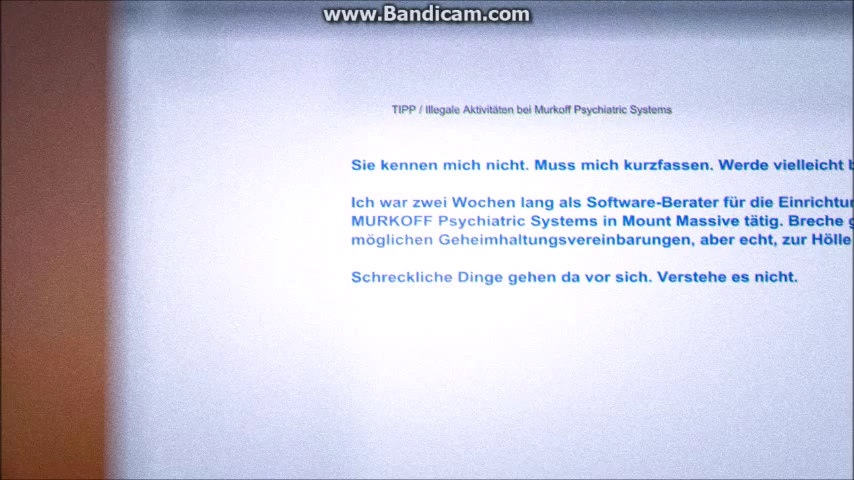 www.Bandicam.com
TIPP / Illegale Aktivitäten bei Murkoff Psychiatric Systems
Sie kennen mich nicht. Muss mich kurzfassen. Werde vielleicht
Ich war zwei Wochen lang als Software-Berater für die
MURKOFF Psychiatric Systems in Mount Massive tätig. Breche
möglichen Geheimhaltungsvereinbarungen, aber echt, zur Hölle
Schreckliche Dinge gehen da vor sich. Verstehe es nicht.